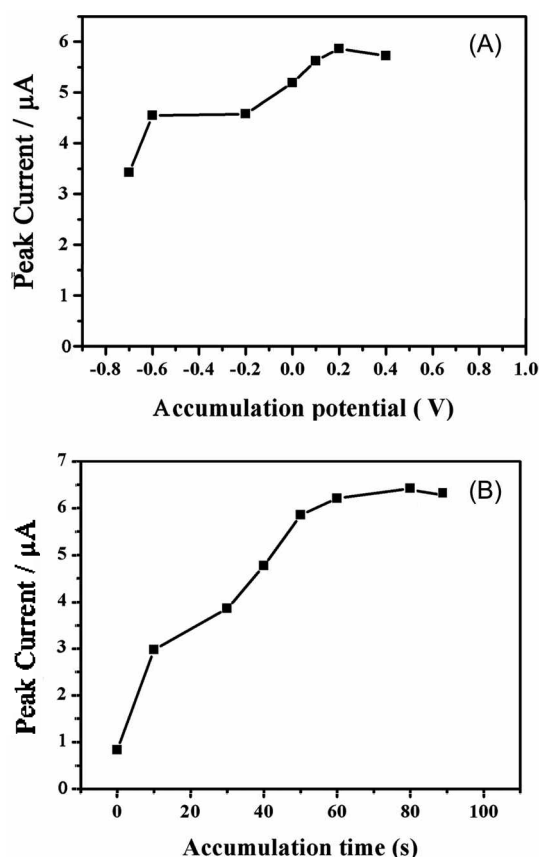 (A)
6
5
4
3
2
1
0
Peak Current / µA
-0.8 -0.6 -0.4 -0.2 0.0 0.2 0.4 0.6 0.8 1.0
Accumulation potential ( V)
(B)
7
6
5
4
3
2
1
0
Peak Current / µA
0 20 40 60 80 100
Accumulation time (s)